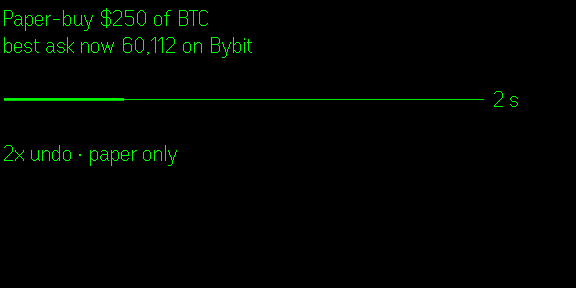 Paper-buy $250 of BTC
best ask now 60,112 on Bybit
2 s
2x undo · paper only